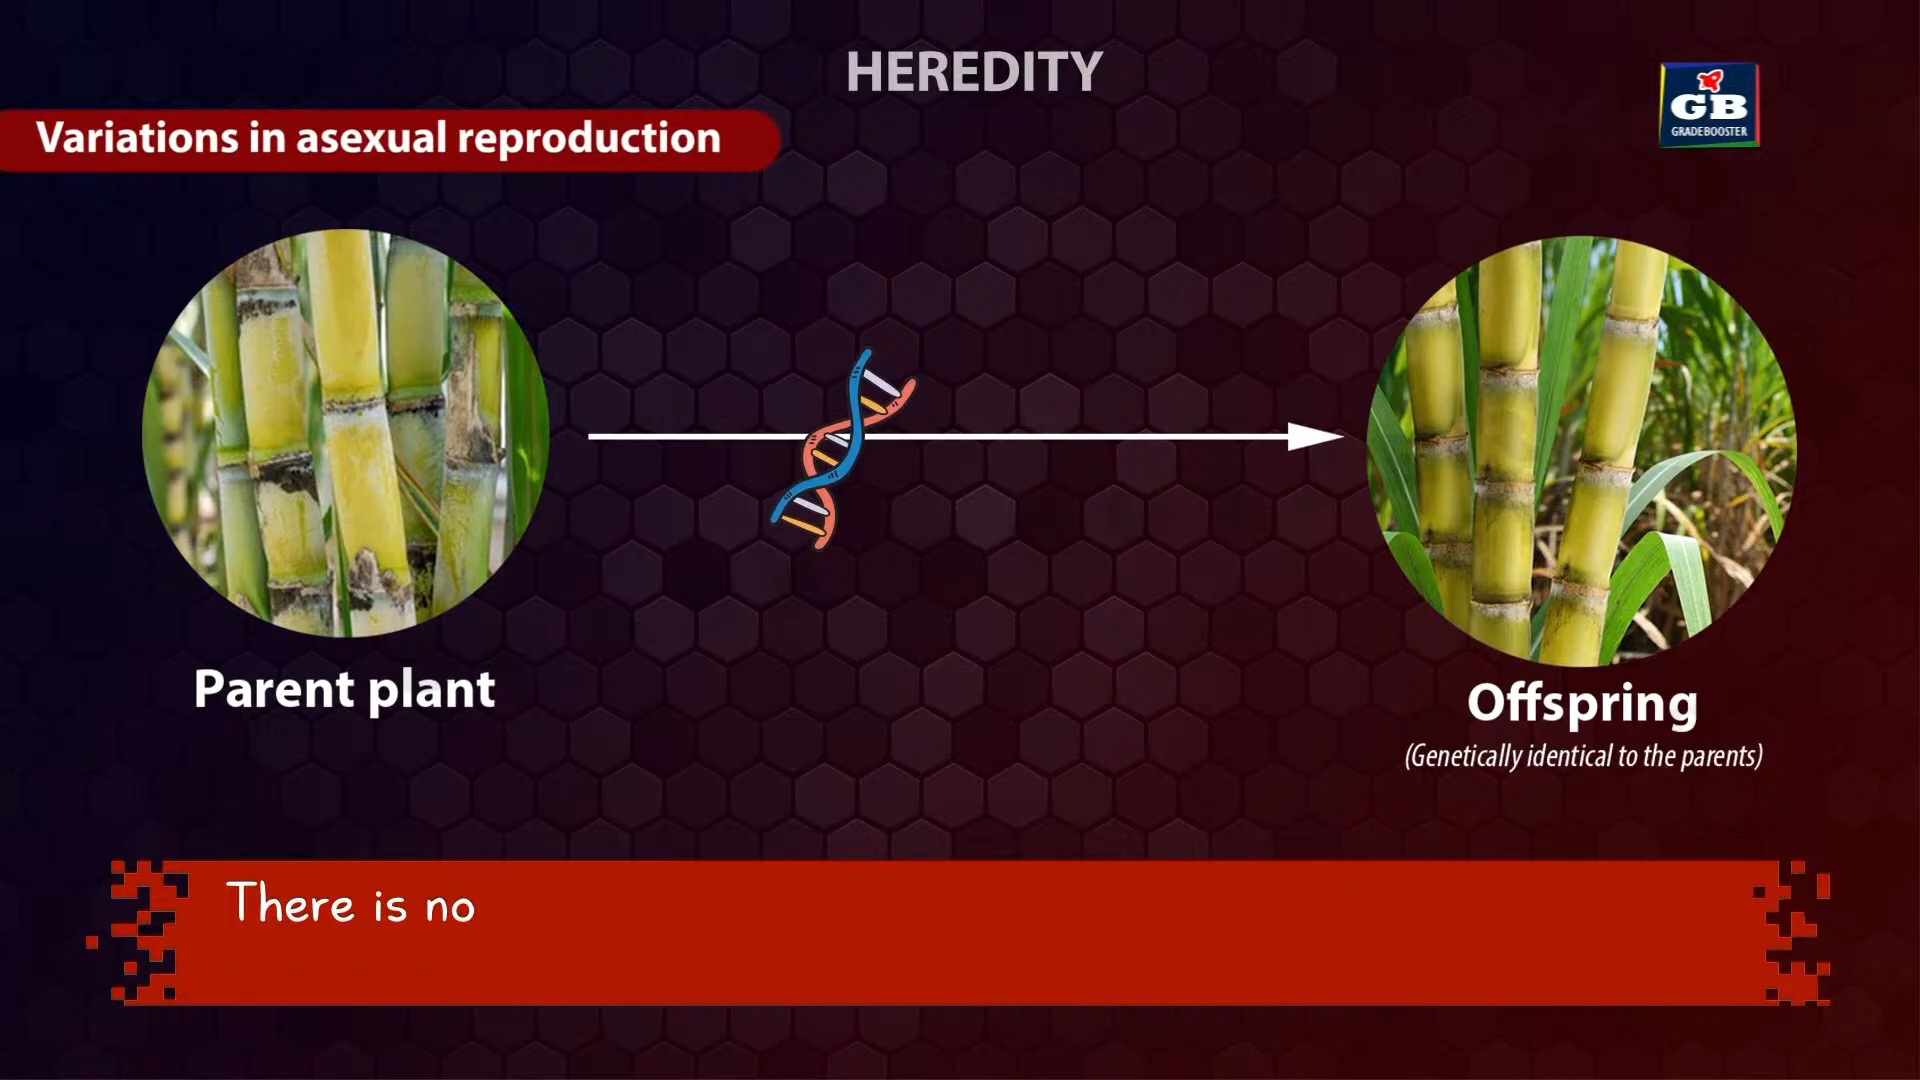 HEREDITY
Variations in asexual reproduction
GB
GRADEBOOSTER
Parent plant
Offspring
(Genetically identical to the parents)
There is no